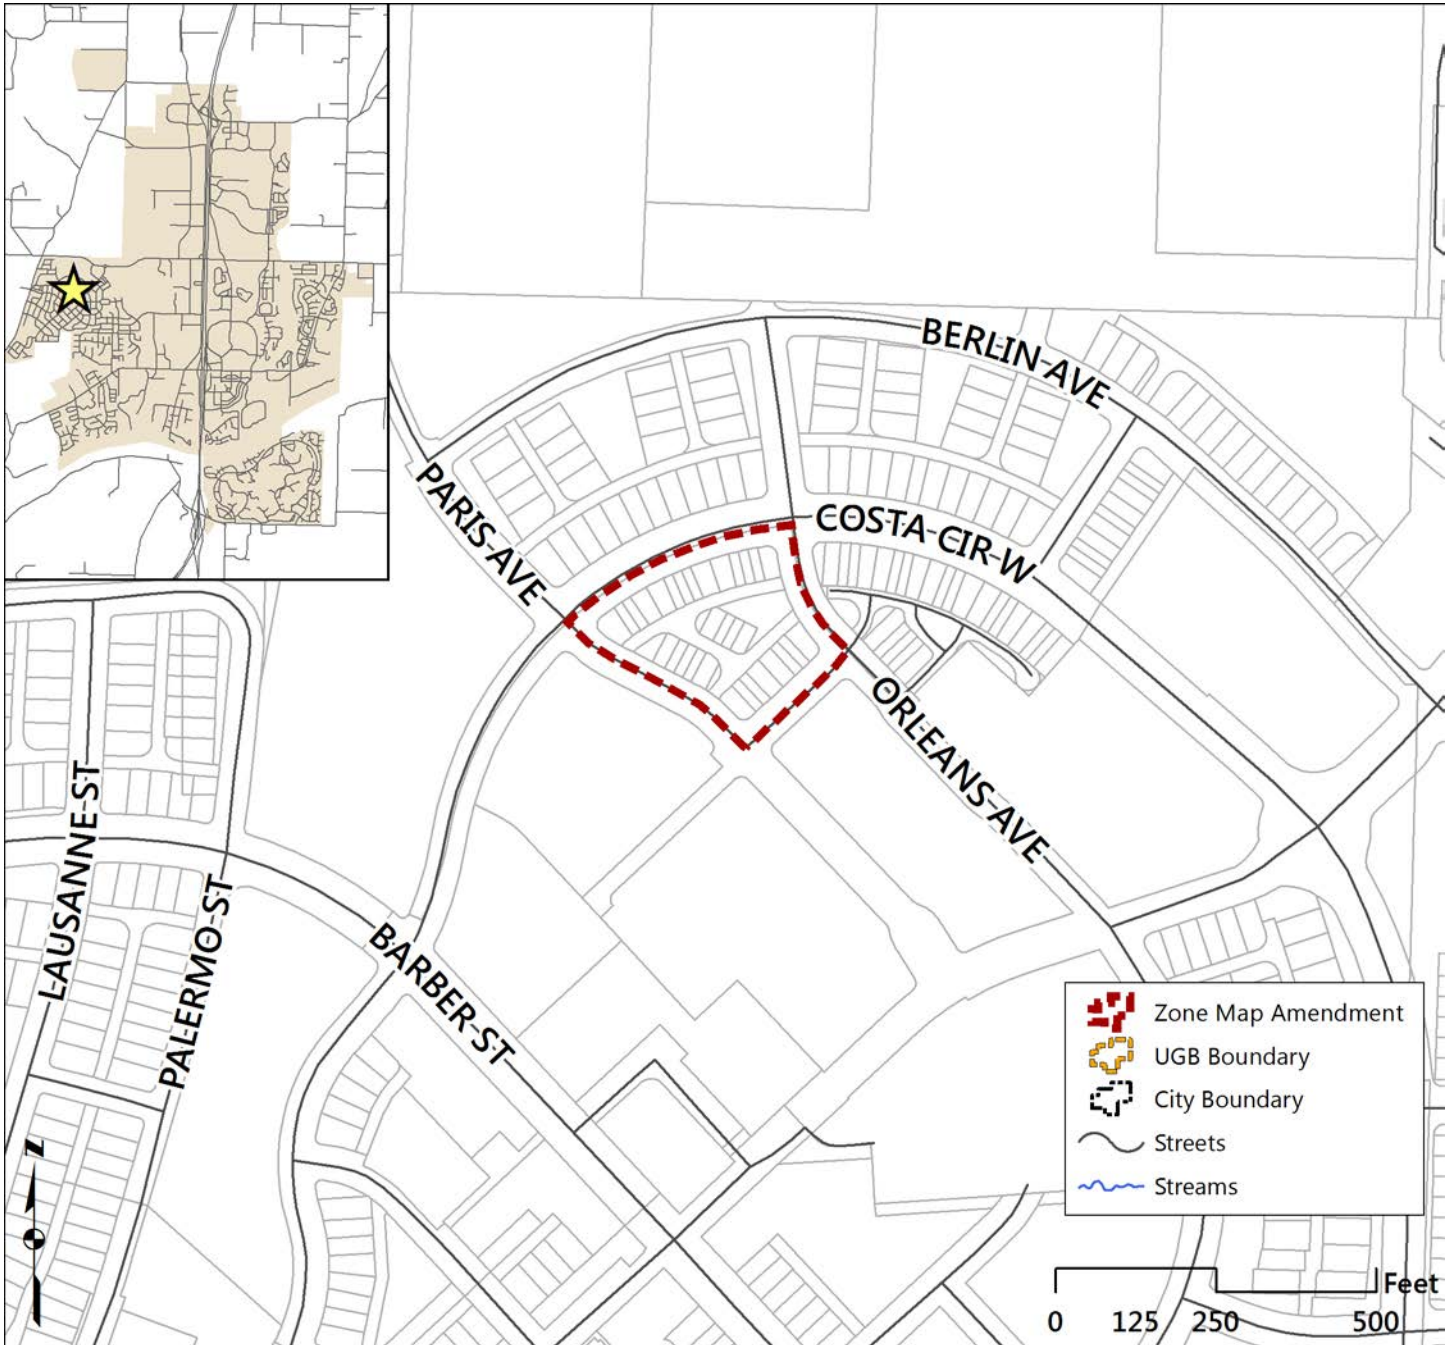 BERLIN AVE
PARIS AVE
COSTA CIR W
ORLEANS AVE
LAUSANNE ST
PALERMO ST
BARBER ST
Zone Map Amendment
UGB Boundary
City Boundary
Streets
Streams
N
Feet
0 125 250 500